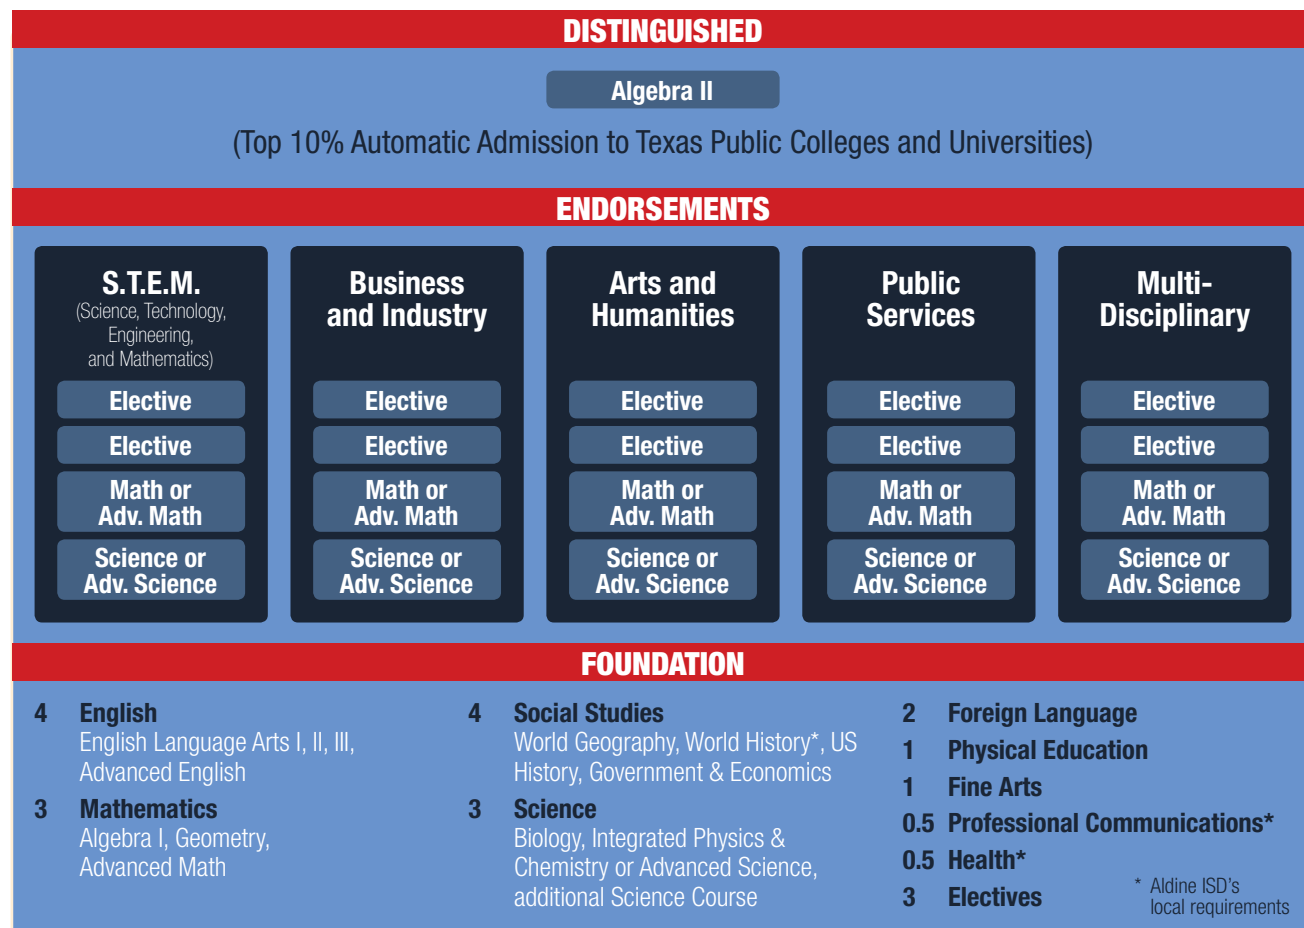 DISTINGUISHED
Algebra II
(Top 10% Automatic Admission to Texas Public Colleges and Universities)
ENDORSEMENTS
S.T.E.M.
(Science, Technology,
Engineering,
and Mathematics)
Elective
Elective
Math or
Adv. Math
Science or
Adv. Science
Business
and Industry
Elective
Elective
Math or
Adv. Math
Science or
Adv. Science
Arts and
Humanities
Elective
Elective
Math or
Adv. Math
Science or
Adv. Science
Public
Services
Elective
Elective
Math or
Adv. Math
Science or
Adv. Science
Multi-
Disciplinary
Elective
Elective
Math or
Adv. Math
Science or
Adv. Science
FOUNDATION
4 English
English Language Arts I, II, III,
Advanced English
3 Mathematics
Algebra I, Geometry,
Advanced Math
4 Social Studies
World Geography, World History*, US
History, Government & Economics
3 Science
Biology, Integrated Physics &
Chemistry or Advanced Science,
additional Science Course
2 Foreign Language
1 Physical Education
1 Fine Arts
0.5 Professional Communications*
0.5 Health*
3 Electives
* Aldine ISD's
local requirements